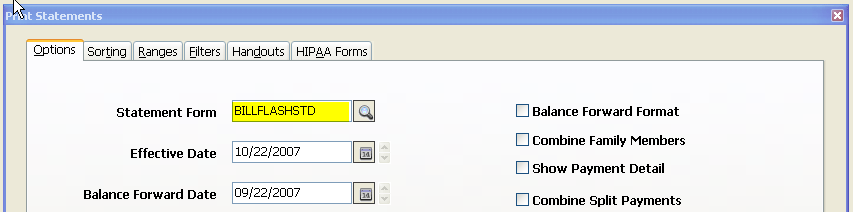 Print Statements
Options Sorting Ranges Filters Handouts HIPAA Forms
Statement Form BILLFLASHSTD Balance Forward Format
Combine Family Members
Effective Date 10/22/2007
Show Payment Detail
Balance Forward Date 09/22/2007 Combine Split Payments